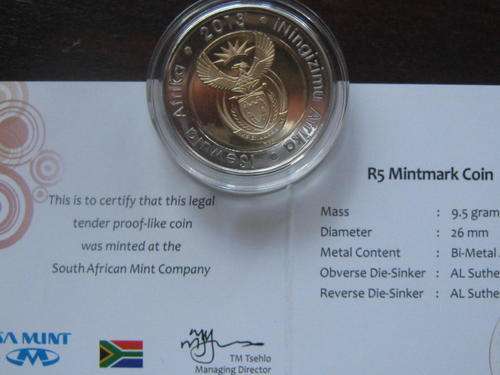 Afrika • 2013 • iNingizimu Afrika • iSewula
This is to certify that this legal
tender proof-like coin
was minted at the
South African Mint Company
SA MINT
TM Tsehlo
Managing Director
R5 Mintmark Coin
Mass : 9.5 gram
Diameter : 26 mm
Metal Content : Bi-Metal
Obverse Die-Sinker : AL Suthe
Reverse Die-Sinker : AL Suthe